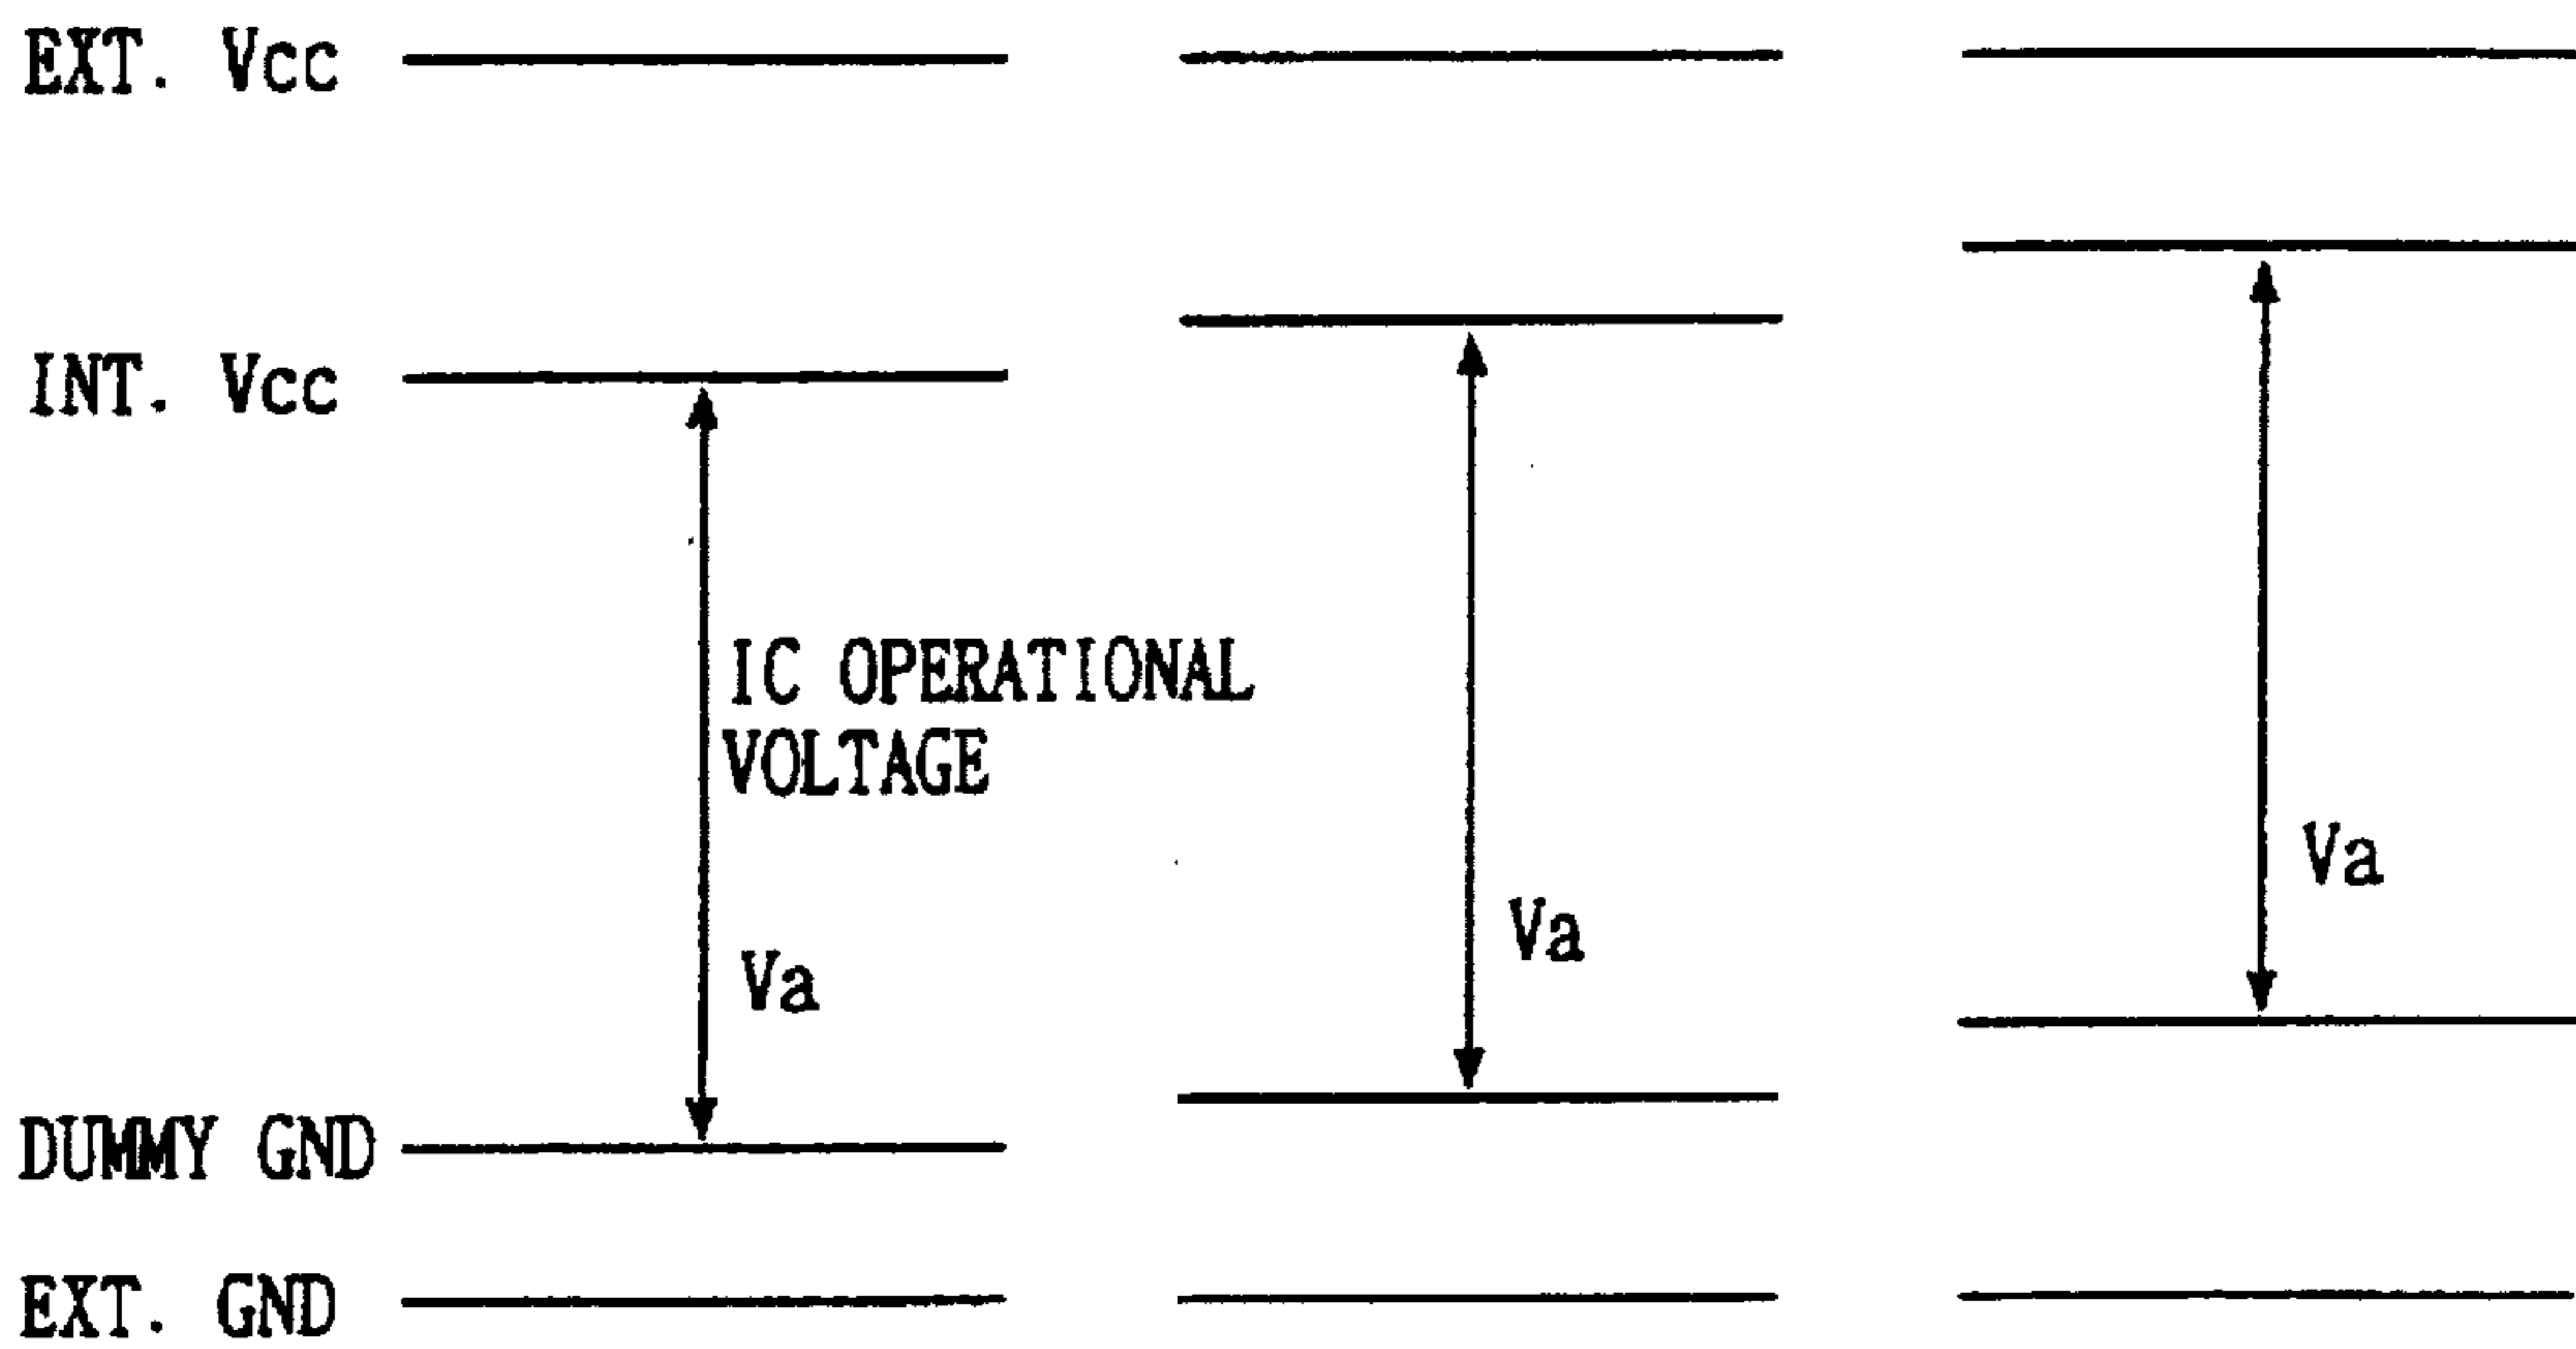 EXT. Vcc
INT. Vcc
IC OPERATIONAL
VOLTAGE
Va
Va
Va
DUMMY GND
EXT. GND